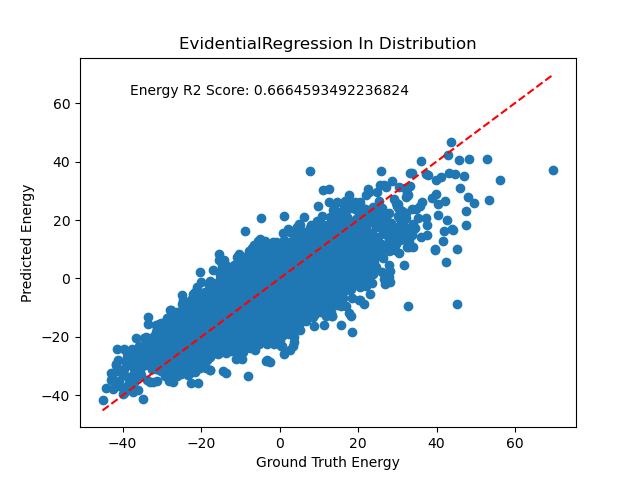 EvidentialRegression In Distribution
Energy R2 Score: 0.6664593492236824
60
40
20
0
−20
−40
Predicted Energy
−40 −20 0 20 40 60
Ground Truth Energy